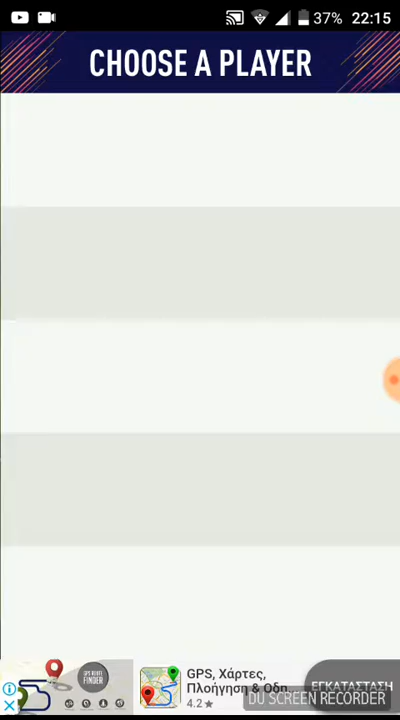 37% 22:15
CHOOSE A PLAYER
GPS ROUTE
FINDER
GPS, Χάρτες,
Πλοήγηση & Οδη...
4.2★
ΕΓΚΑΤΑΣΤΑΣΗ
DU SCREEN RECORDER